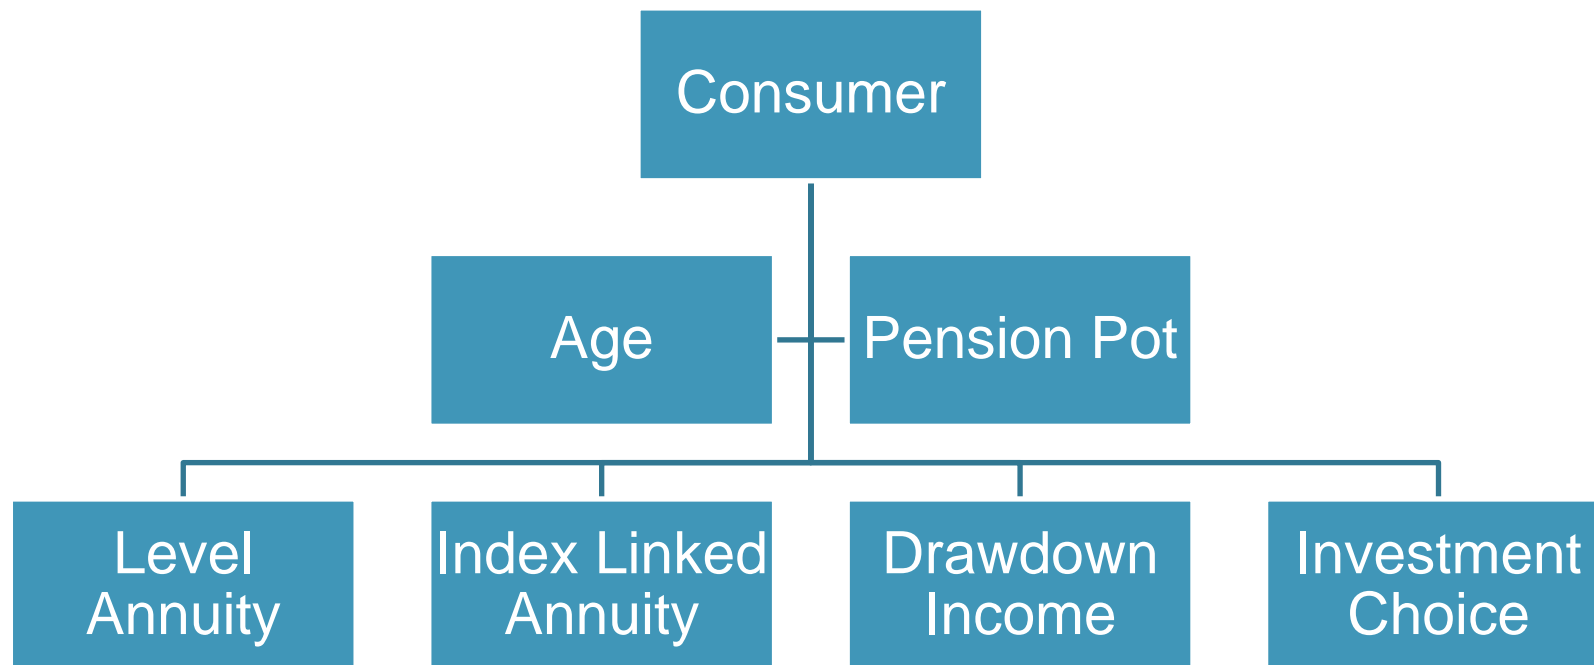 Consumer
Age
Pension Pot
Level
Annuity
Index Linked
Annuity
Drawdown
Income
Investment
Choice